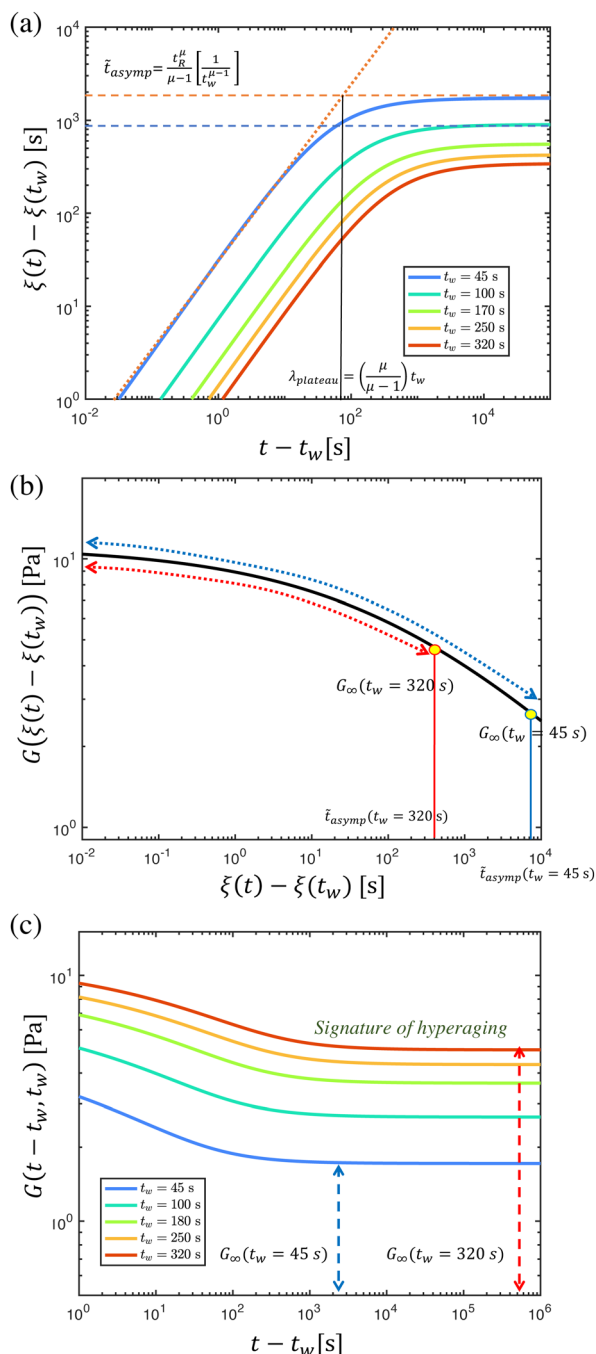 (a)
t̃_asymp = t_R^μ / (μ−1) [1 / t_w^(μ−1)]
10^4
10^3
10^2
10^1
10^0
ξ(t) − ξ(t_w) [s]
t_w = 45 s
t_w = 100 s
t_w = 170 s
t_w = 250 s
t_w = 320 s
λ_plateau = (μ / (μ − 1)) t_w
10^-2 10^0 10^2 10^4
t − t_w[s]
(b)
10^1
10^0
G(ξ(t) − ξ(t_w)) [Pa]
G_∞(t_w = 320 s)
G_∞(t_w = 45 s)
t̃_asymp(t_w = 320 s)
10^-2 10^-1 10^0 10^1 10^2 10^3 10^4
ξ(t) − ξ(t_w) [s]
t̃_asymp(t_w = 45 s)
(c)
10^1
10^0
G(t − t_w, t_w) [Pa]
Signature of hyperaging
t_w = 45 s
t_w = 100 s
t_w = 180 s
t_w = 250 s
t_w = 320 s
G_∞(t_w = 45 s)
G_∞(t_w = 320 s)
10^0 10^1 10^2 10^3 10^4 10^5 10^6
t − t_w[s]